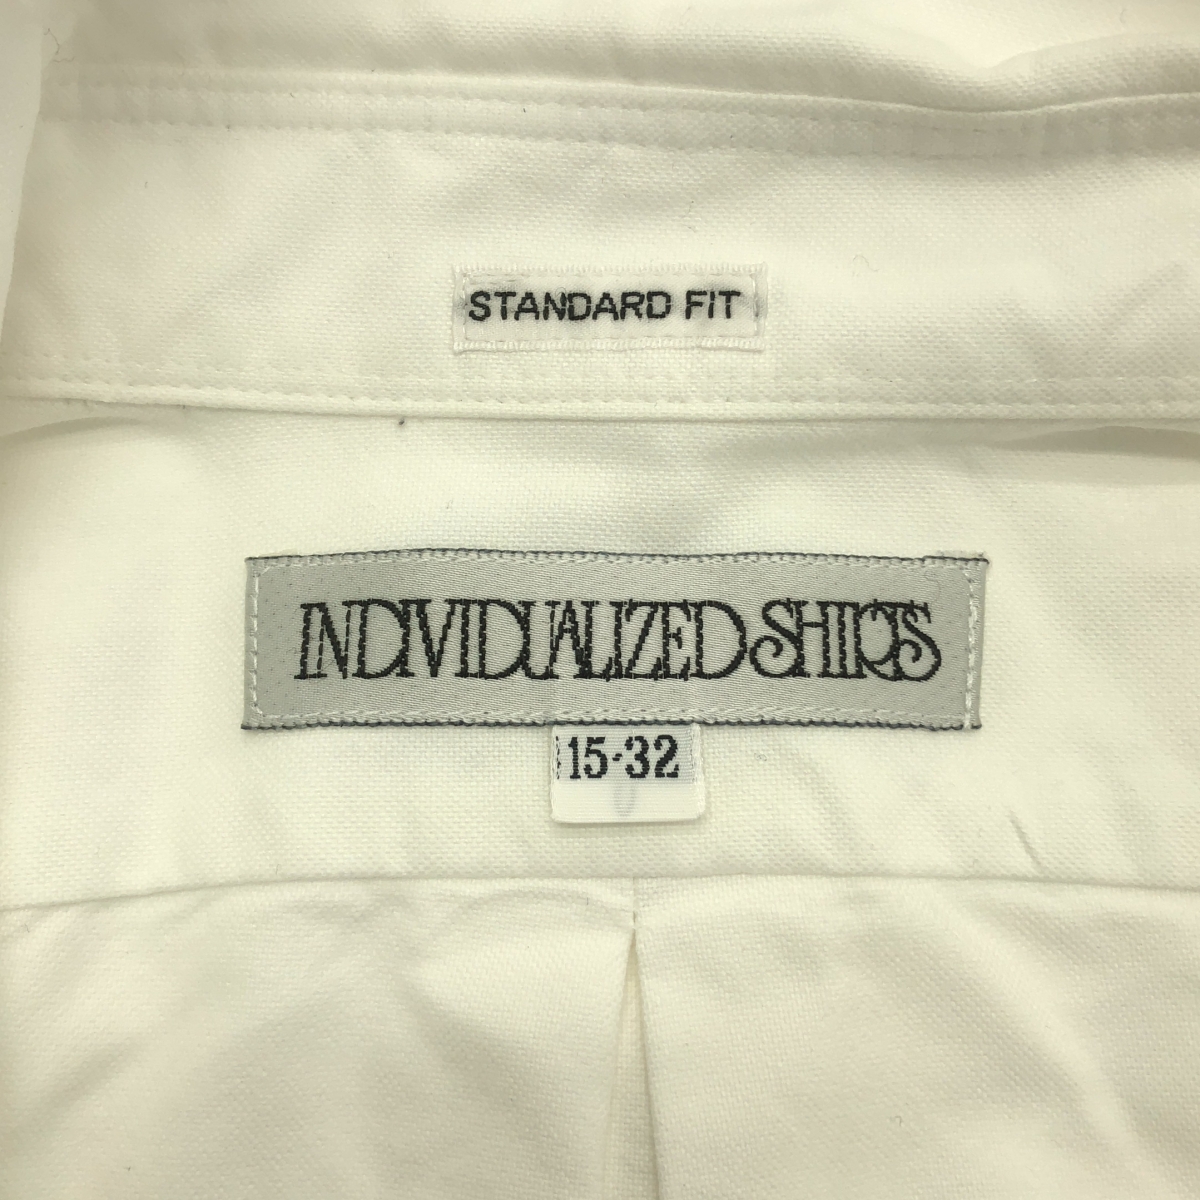 STANDARD FIT
INDIVIDUALIZED SHIRTS
15·32